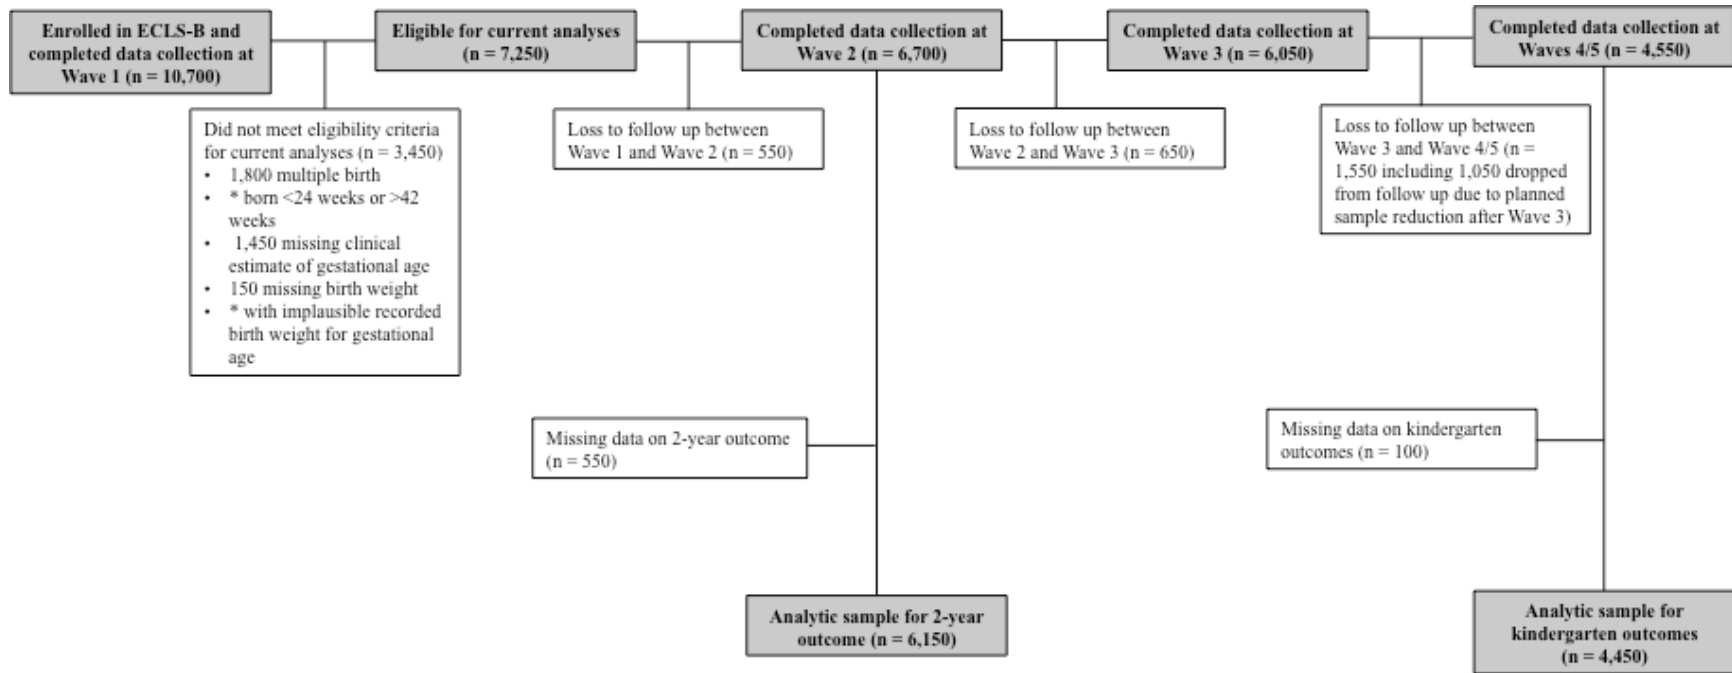 Enrolled in ECLS-B and
completed data collection at
Wave 1 (n = 10,700)
Eligible for current analyses
(n = 7,250)
Completed data collection at
Wave 2 (n = 6,700)
Completed data collection at
Wave 3 (n = 6,050)
Completed data collection at
Waves 4/5 (n = 4,550)
Did not meet eligibility criteria
for current analyses (n = 3,450)
• 1,800 multiple birth
• * born <24 weeks or >42
weeks
• 1,450 missing clinical
estimate of gestational age
• 150 missing birth weight
• * with implausible recorded
birth weight for gestational
age
Loss to follow up between
Wave 1 and Wave 2 (n = 550)
Loss to follow up between
Wave 2 and Wave 3 (n = 650)
Loss to follow up between
Wave 3 and Wave 4/5 (n =
1,550 including 1,050 dropped
from follow up due to planned
sample reduction after Wave 3)
Missing data on 2-year outcome
(n = 550)
Missing data on kindergarten
outcomes (n = 100)
Analytic sample for 2-year
outcome (n = 6,150)
Analytic sample for
kindergarten outcomes
(n = 4,450)